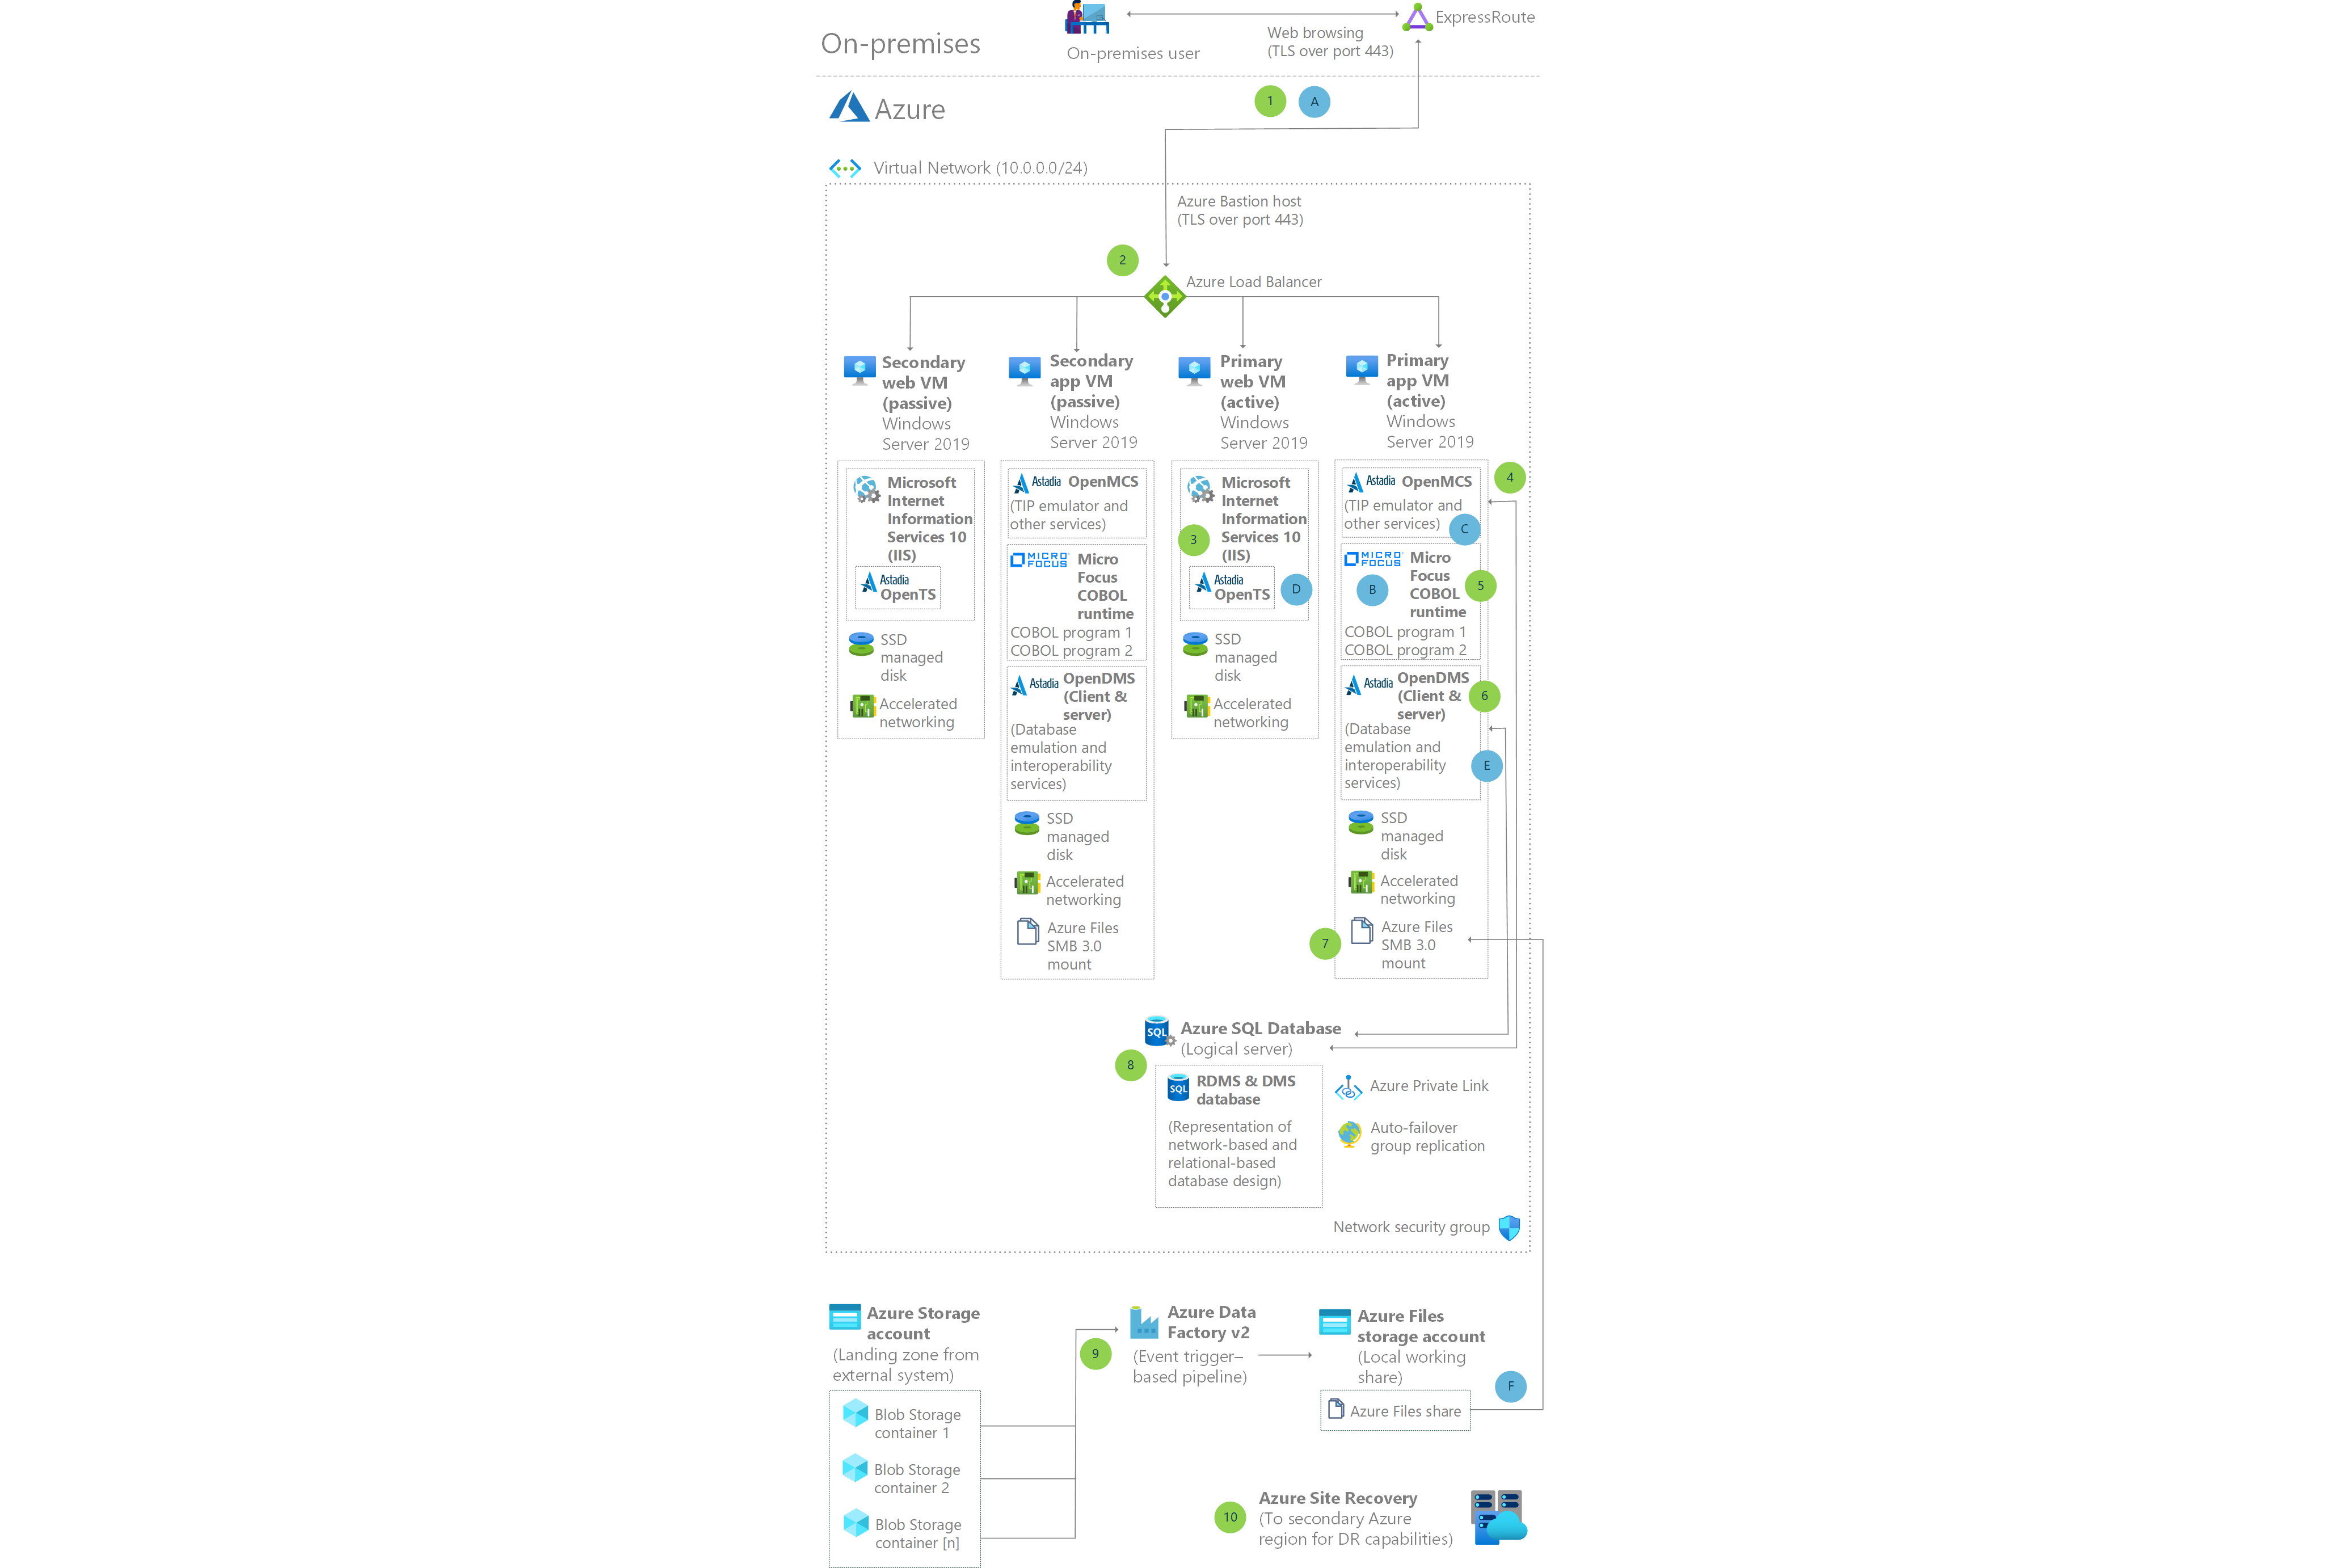 On-premises
On-premises user
Web browsing
(TLS over port 443)
ExpressRoute
Azure
1
A
Virtual Network (10.0.0.0/24)
Azure Bastion host
(TLS over port 443)
2
Azure Load Balancer
Secondary
web VM
(passive)
Windows
Server 2019
Microsoft
Internet
Information
Services 10
(IIS)
Astadia
OpenTS
SSD
managed
disk
Accelerated
networking
Secondary
app VM
(passive)
Windows
Server 2019
Astadia OpenMCS
(TIP emulator and
other services)
MICRO
FOCUS
Micro
Focus
COBOL
runtime
COBOL program 1
COBOL program 2
Astadia OpenDMS
(Client &
server)
(Database
emulation and
interoperability
services)
SSD
managed
disk
Accelerated
networking
Azure Files
SMB 3.0
mount
Primary
web VM
(active)
Windows
Server 2019
Microsoft
Internet
Information
Services 10
(IIS)
3
Astadia
OpenTS
D
SSD
managed
disk
Accelerated
networking
Primary
app VM
(active)
Windows
Server 2019
4
Astadia OpenMCS
(TIP emulator and
other services)
C
MICRO
FOCUS
B
Micro
Focus
COBOL
runtime
5
COBOL program 1
COBOL program 2
Astadia OpenDMS
(Client &
server)
6
(Database
emulation and
interoperability
services)
E
SSD
managed
disk
Accelerated
networking
7
Azure Files
SMB 3.0
mount
SQL
Azure SQL Database
(Logical server)
8
SQL
RDMS & DMS
database
(Representation of
network-based and
relational-based
database design)
Azure Private Link
Auto-failover
group replication
Network security group
Azure Storage
account
(Landing zone from
external system)
Blob Storage
container 1
Blob Storage
container 2
Blob Storage
container [n]
9
Azure Data
Factory v2
(Event trigger–
based pipeline)
Azure Files
storage account
(Local working
share)
F
Azure Files share
10
Azure Site Recovery
(To secondary Azure
region for DR capabilities)